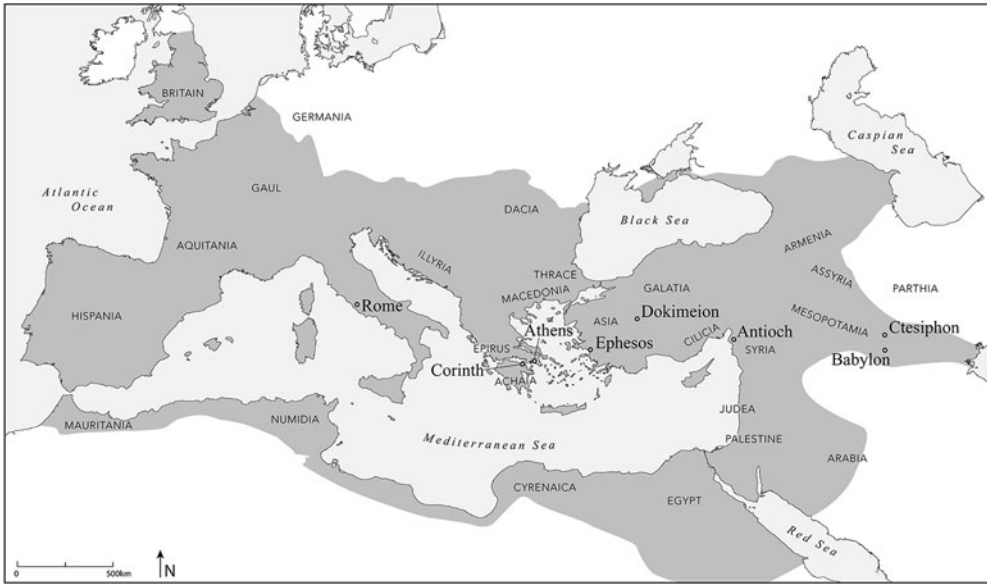 BRITAIN
GERMANIA
Caspian
Sea
GAUL
Atlantic
Ocean
DACIA
Black Sea
AQUITANIA
ILLYRIA
ARMENIA
THRACE
ASSYRIA
MACEDONIA
GALATIA
PARTHIA
Rome
HISPANIA
Dokimeion
MESOPOTAMIA
ASIA
Athens
CILICIA
Antioch
Ctesiphon
EPIRUS
Ephesos
SYRIA
Babylon
Corinth
ACHAIA
JUDEA
MAURITANIA
NUMIDIA
Mediterranean Sea
PALESTINE
ARABIA
CYRENAICA
EGYPT
Red Sea
0 500km
N